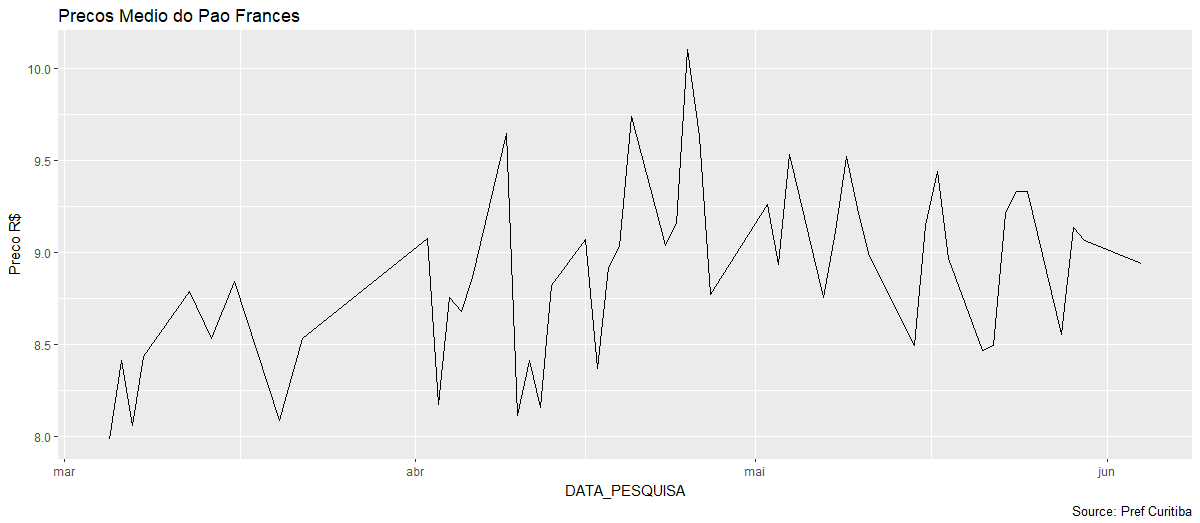 Precos Medio do Pao Frances
10.0
9.5
9.0
8.5
8.0
Preco R$
mar
abr
mai
jun
DATA_PESQUISA
Source: Pref Curitiba